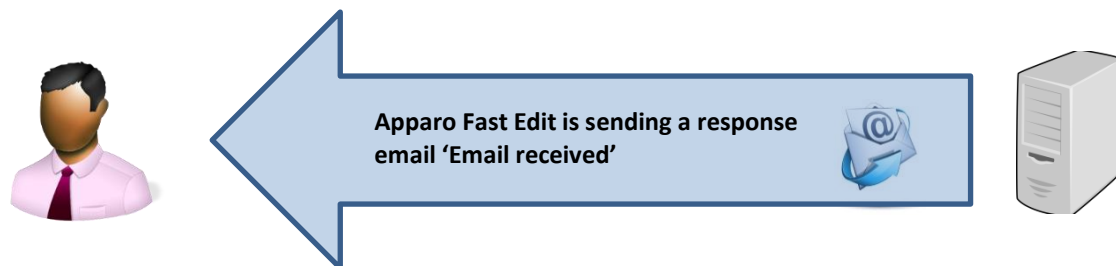 Apparo Fast Edit is sending a response
email ‘Email received’
@